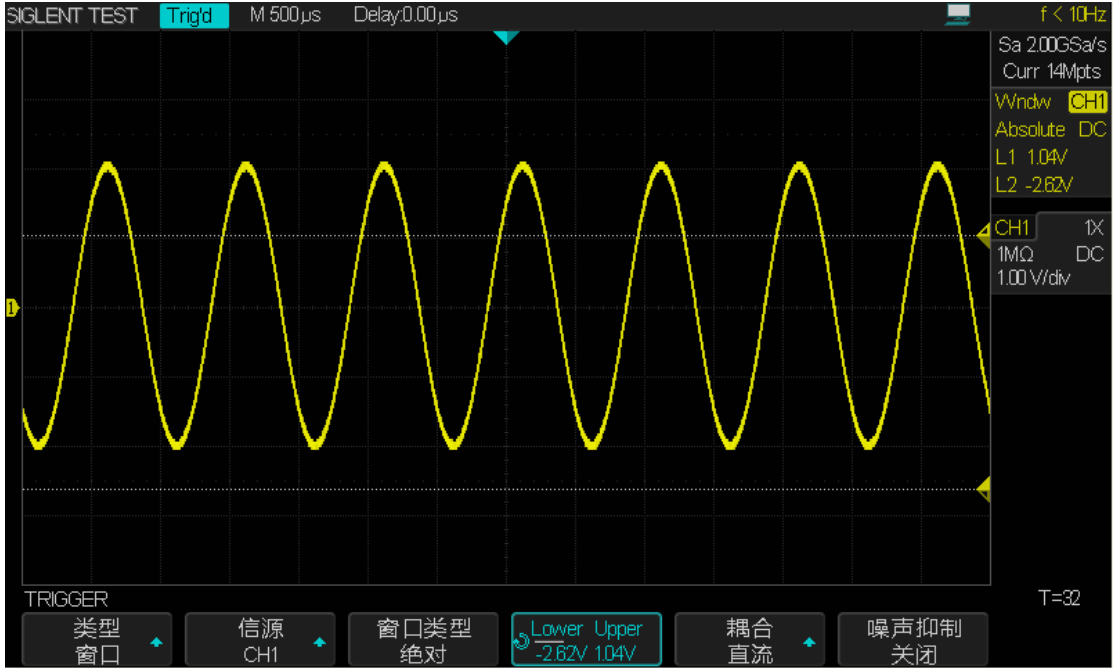 SIGLENT TEST Trig'd M 500µs Delay:0.00µs f < 10Hz
Sa 2.00GSa/s
Curr 14Mpts
Wndw CH1
Absolute DC
L1 1.04V
L2 -2.62V
CH1 1X
1MΩ DC
1.00 V/div
1
TRIGGER T=32
类型 信源 窗口类型 Lower Upper 耦合 噪声抑制
窗口 CH1 绝对 -2.62V 1.04V 直流 关闭